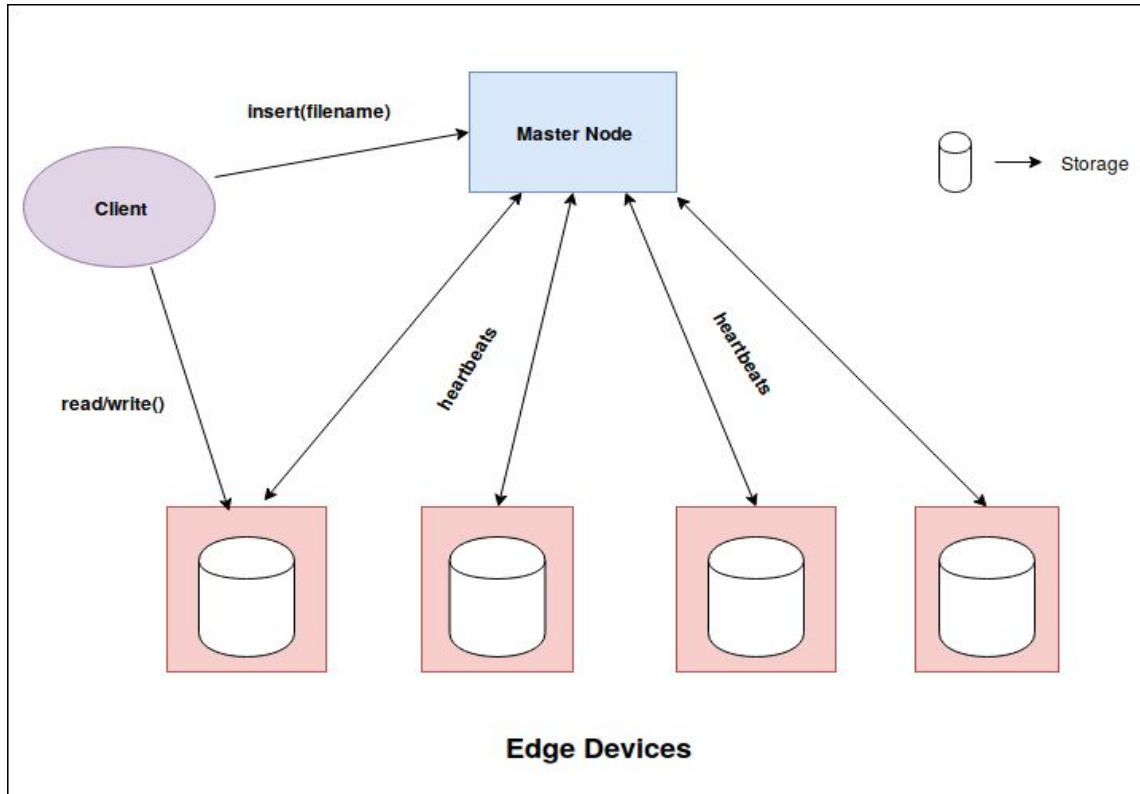 insert(filename)
Master Node
Storage
Client
heartbeats
heartbeats
read/write()
Edge Devices